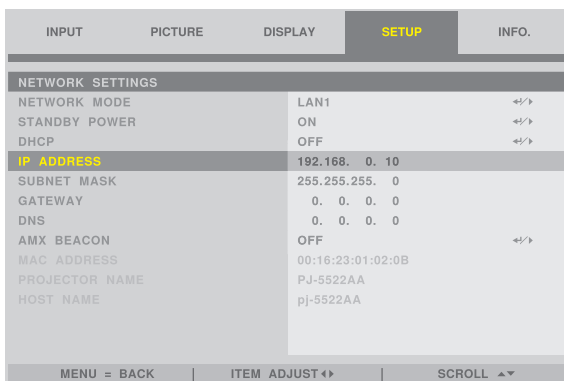 INPUT PICTURE DISPLAY SETUP INFO.
NETWORK SETTINGS
NETWORK MODE LAN1
STANDBY POWER ON
DHCP OFF
IP ADDRESS 192.168. 0. 10
SUBNET MASK 255.255.255. 0
GATEWAY 0. 0. 0. 0
DNS 0. 0. 0. 0
AMX BEACON OFF
MAC ADDRESS 00:16:23:01:02:0B
PROJECTOR NAME PJ-5522AA
HOST NAME pj-5522AA
MENU = BACK | ITEM ADJUST | SCROLL